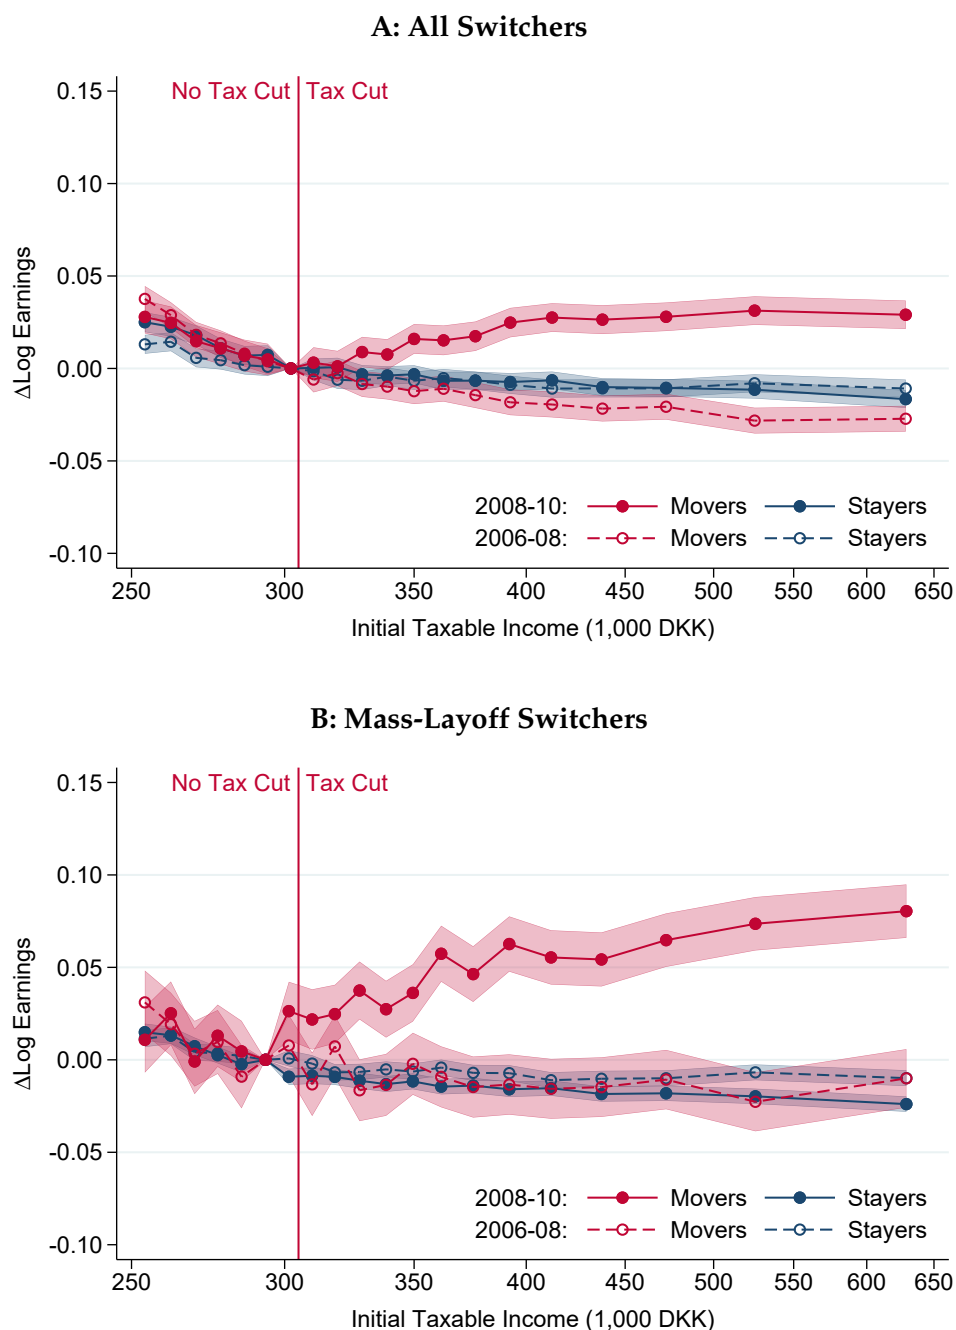 A: All Switchers
No Tax Cut Tax Cut
0.15
0.10
0.05
0.00
-0.05
-0.10
ΔLog Earnings
2008-10: Movers Stayers
2006-08: Movers Stayers
250 300 350 400 450 500 550 600 650
Initial Taxable Income (1,000 DKK)
B: Mass-Layoff Switchers
No Tax Cut Tax Cut
0.15
0.10
0.05
0.00
-0.05
-0.10
ΔLog Earnings
2008-10: Movers Stayers
2006-08: Movers Stayers
250 300 350 400 450 500 550 600 650
Initial Taxable Income (1,000 DKK)